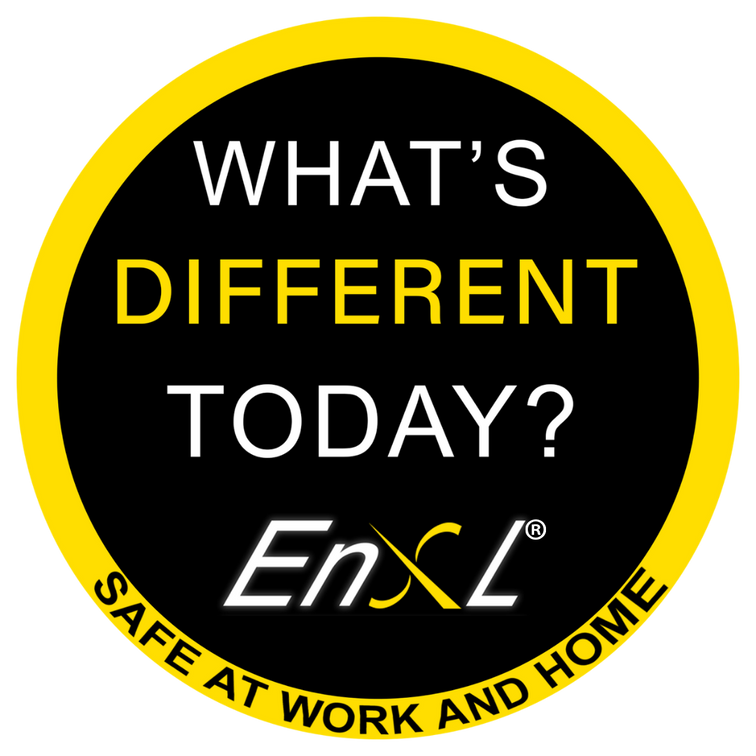 WHAT'S
DIFFERENT
TODAY?
EnXL®
SAFE AT WORK AND HOME